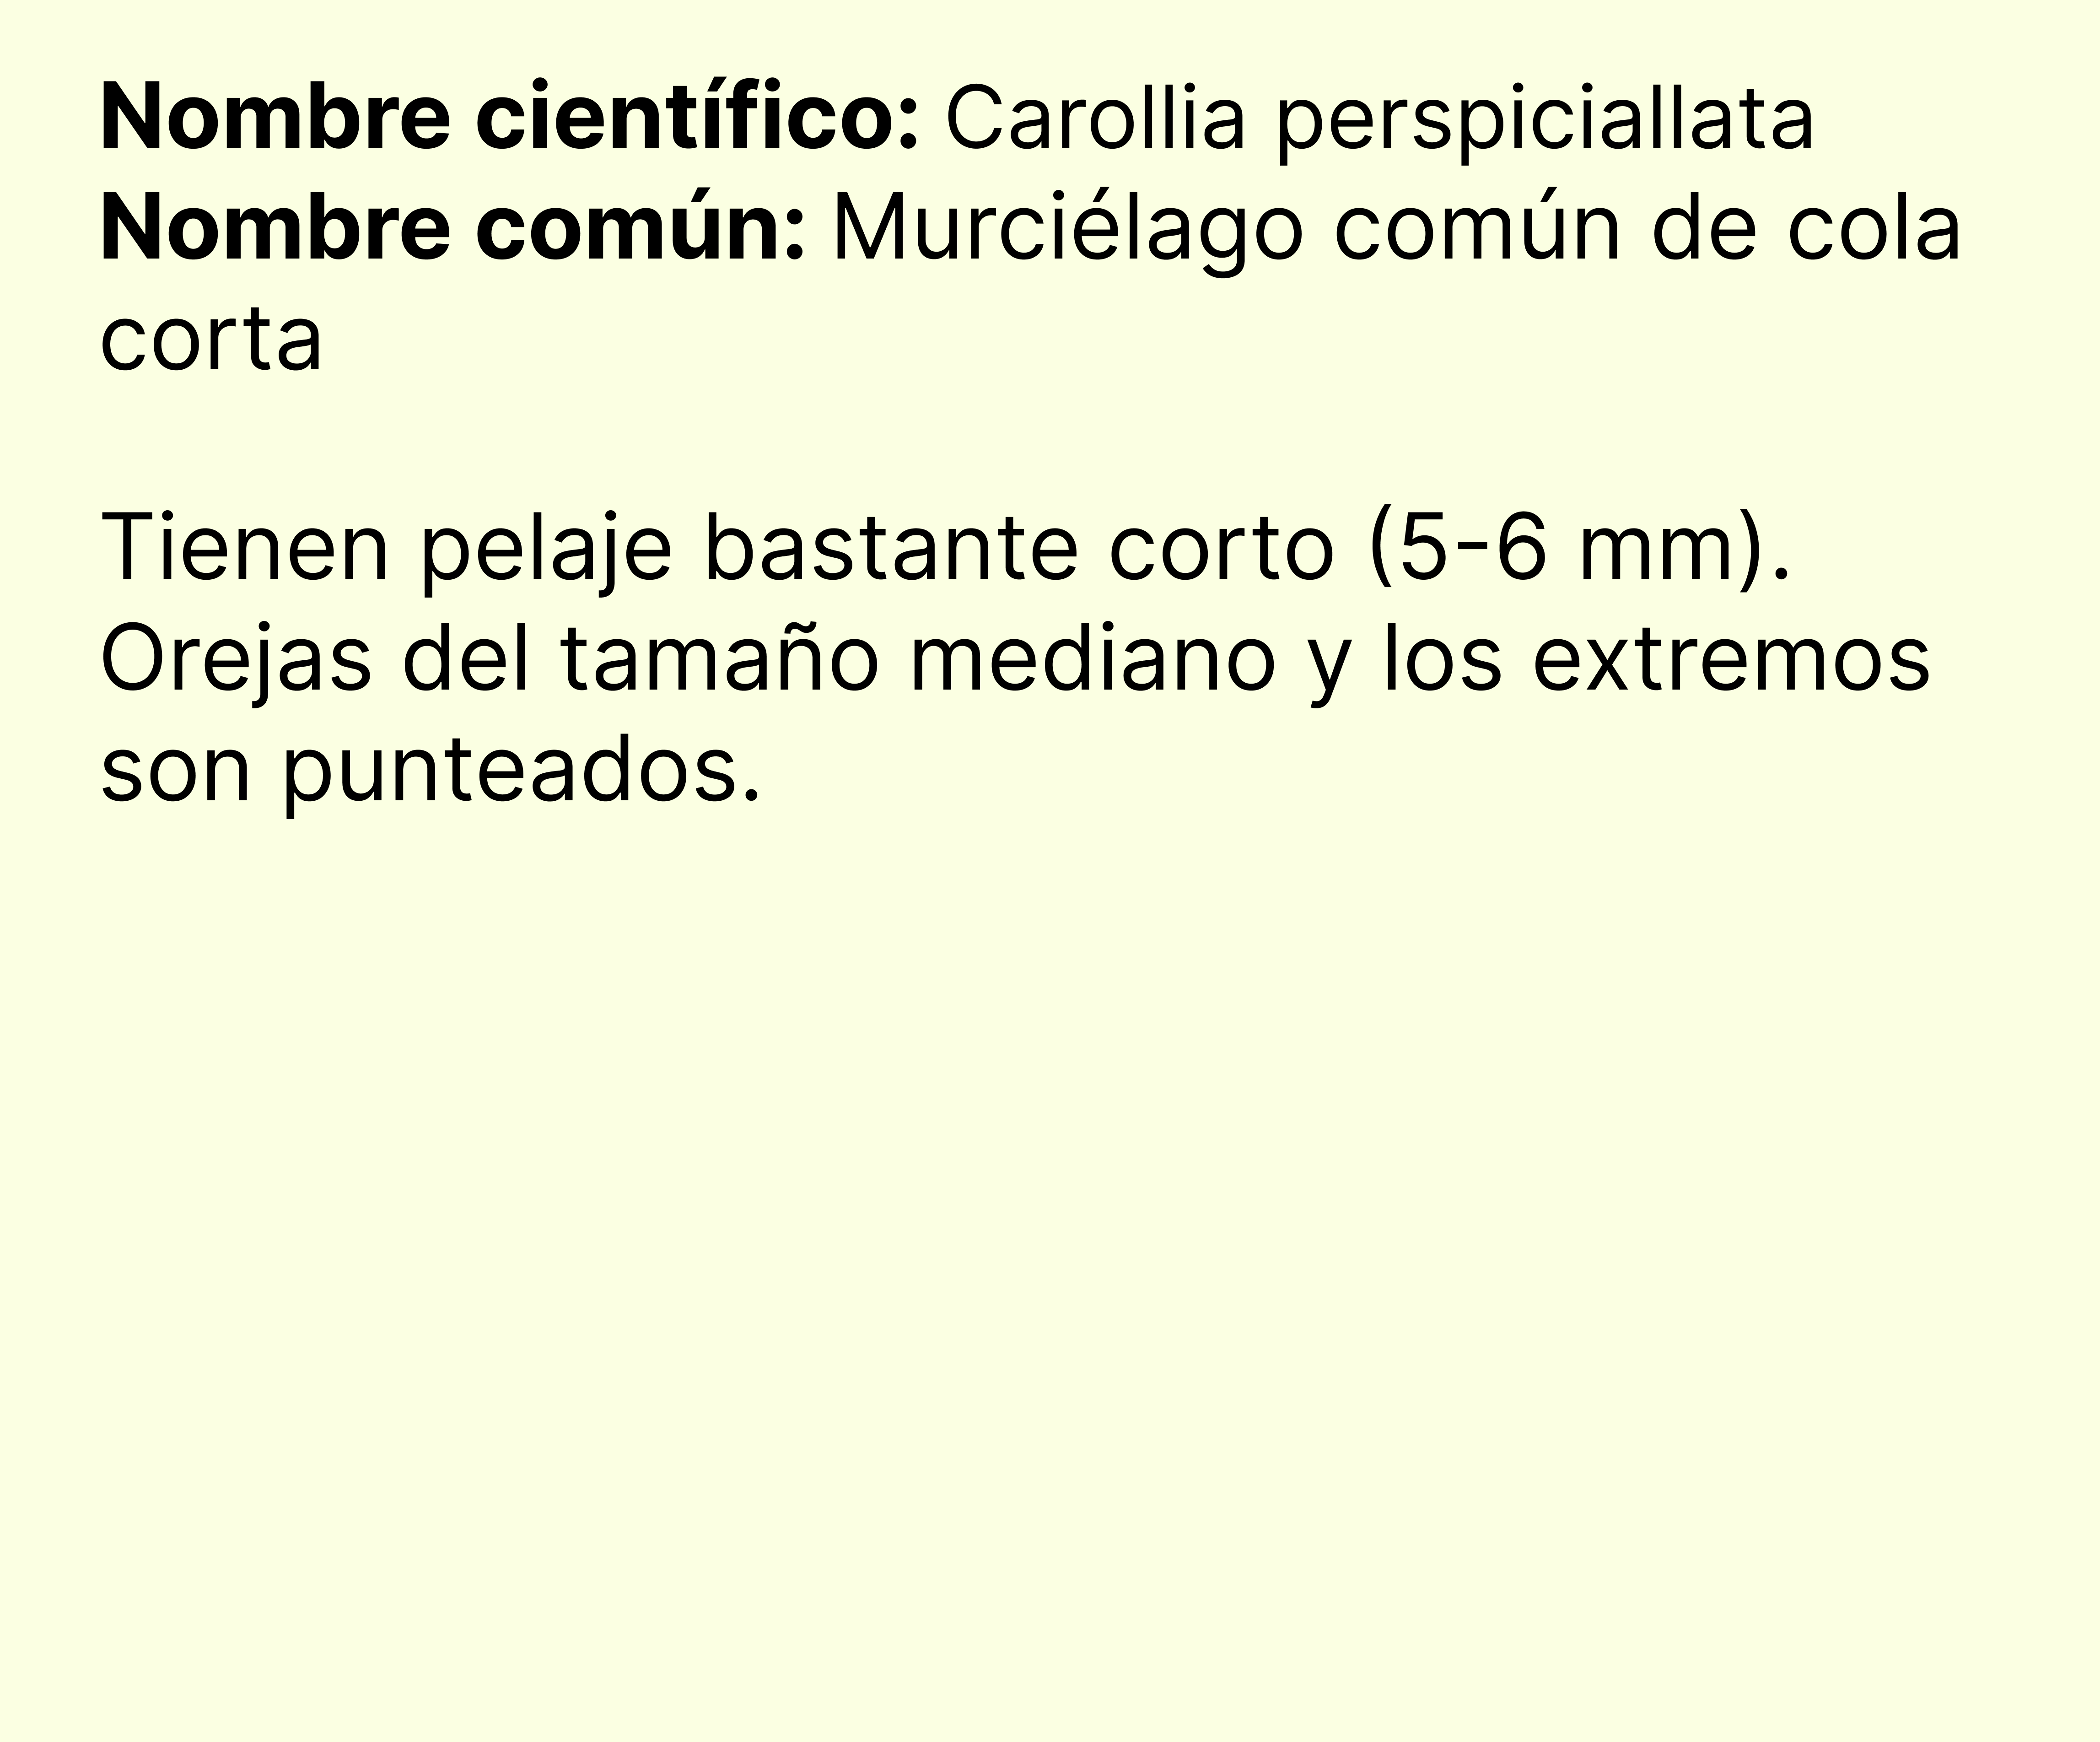 Nombre científico: Carollia perspiciallata
Nombre común: Murciélago común de cola
corta
Tienen pelaje bastante corto (5-6 mm).
Orejas del tamaño mediano y los extremos
son punteados.